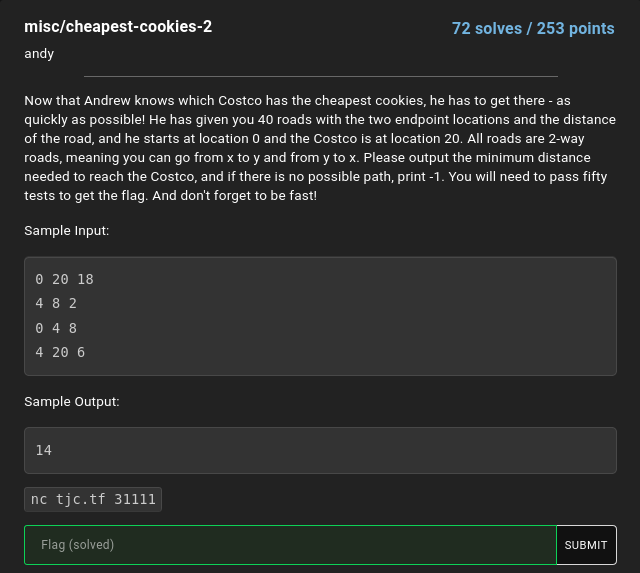 misc/cheapest-cookies-2
72 solves / 253 points
andy
Now that Andrew knows which Costco has the cheapest cookies, he has to get there - as
quickly as possible! He has given you 40 roads with the two endpoint locations and the distance
of the road, and he starts at location 0 and the Costco is at location 20. All roads are 2-way
roads, meaning you can go from x to y and from y to x. Please output the minimum distance
needed to reach the Costco, and if there is no possible path, print -1. You will need to pass fifty
tests to get the flag. And don't forget to be fast!
Sample Input:
0 20 18
4 8 2
0 4 8
4 20 6
Sample Output:
14
nc tjc.tf 31111
Flag (solved)
SUBMIT